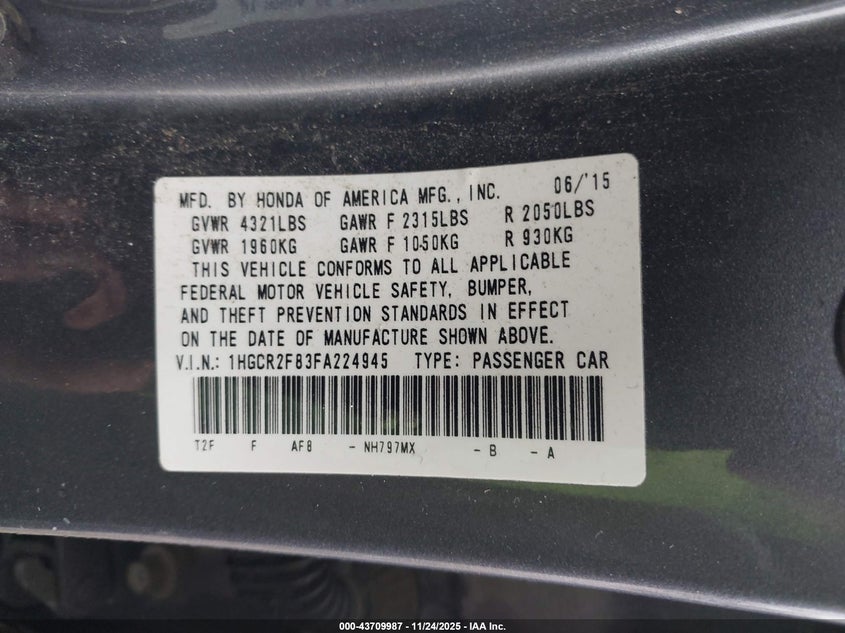 MFD. BY HONDA OF AMERICA MFG., INC. 06/'15
GVWR 4321LBS GAWR F 2315LBS R 2050LBS
GVWR 1960KG GAWR F 1050KG R 930KG
THIS VEHICLE CONFORMS TO ALL APPLICABLE
FEDERAL MOTOR VEHICLE SAFETY, BUMPER,
AND THEFT PREVENTION STANDARDS IN EFFECT
ON THE DATE OF MANUFACTURE SHOWN ABOVE.
V.I.N.: 1HGCR2F83FA224945 TYPE: PASSENGER CAR
T2F F AF8 - NH797MX - B - A
000-43709987 - 11/24/2025 - IAA Inc.